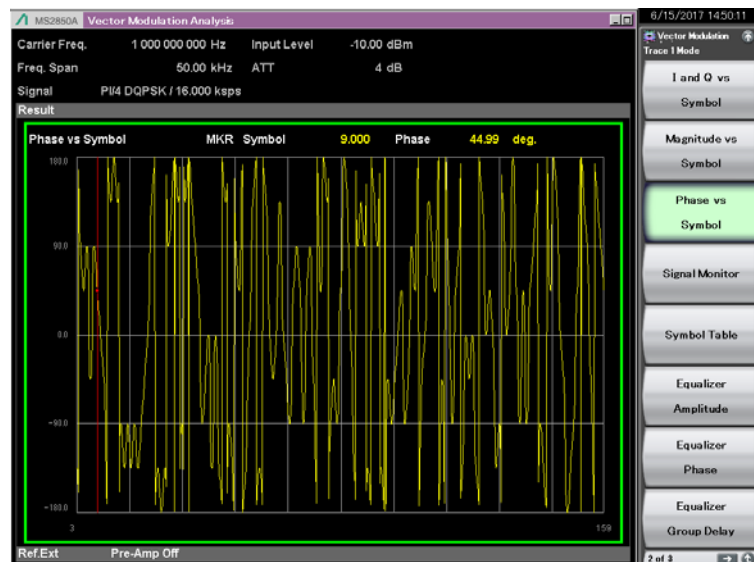 MS2850A Vector Modulation Analysis
6/15/2017 14:50:11
Carrier Freq. 1 000 000 000 Hz Input Level -10.00 dBm
Freq. Span 50.00 kHz ATT 4 dB
Signal PI/4 DQPSK / 16.000 ksps
Result
Phase vs Symbol MKR Symbol 9.000 Phase 44.99 deg.
180.0
90.0
0.0
-90.0
-180.0
3 159
Ref.Ext Pre-Amp Off
Vector Modulation
Trace 1 Mode
I and Q vs
Symbol
Magnitude vs
Symbol
Phase vs
Symbol
Signal Monitor
Symbol Table
Equalizer
Amplitude
Equalizer
Phase
Equalizer
Group Delay
2 of 3